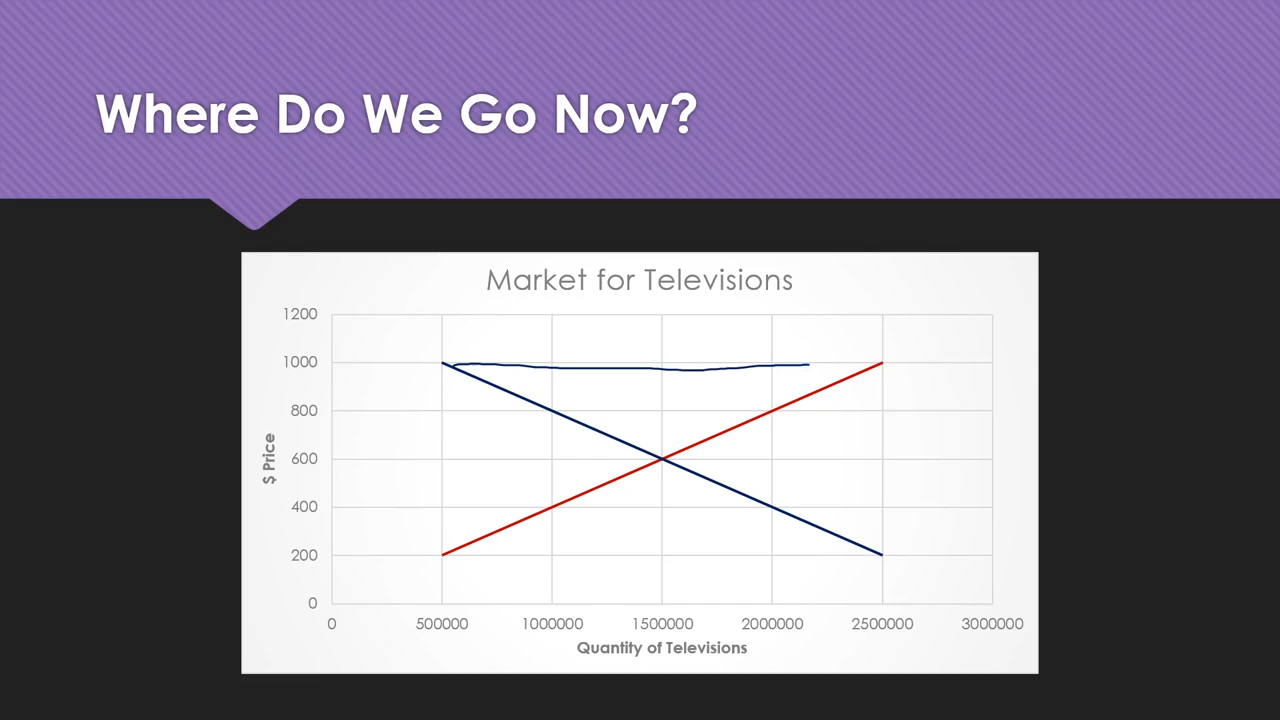 Where Do We Go Now?
Market for Televisions
1200
1000
800
600
400
200
0
$ Price
0 500000 1000000 1500000 2000000 2500000 3000000
Quantity of Televisions